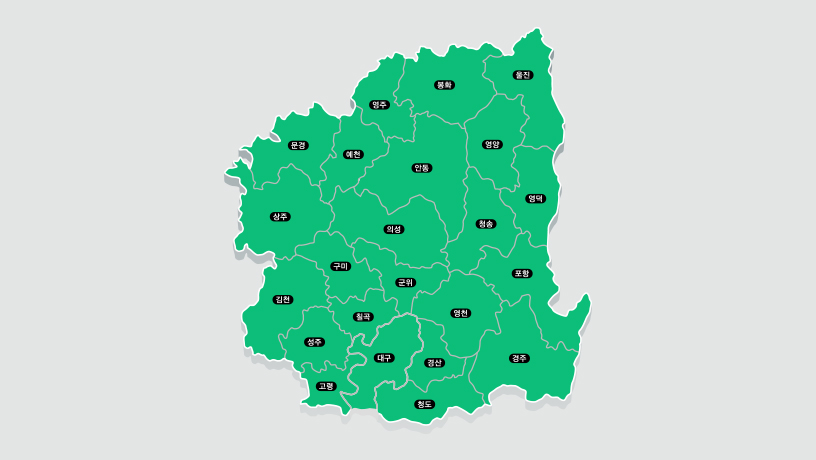 울진
봉화
영주
문경
영양
예천
안동
영덕
상주
청송
의성
구미
포항
군위
김천
영천
칠곡
성주
대구
경산
경주
고령
청도